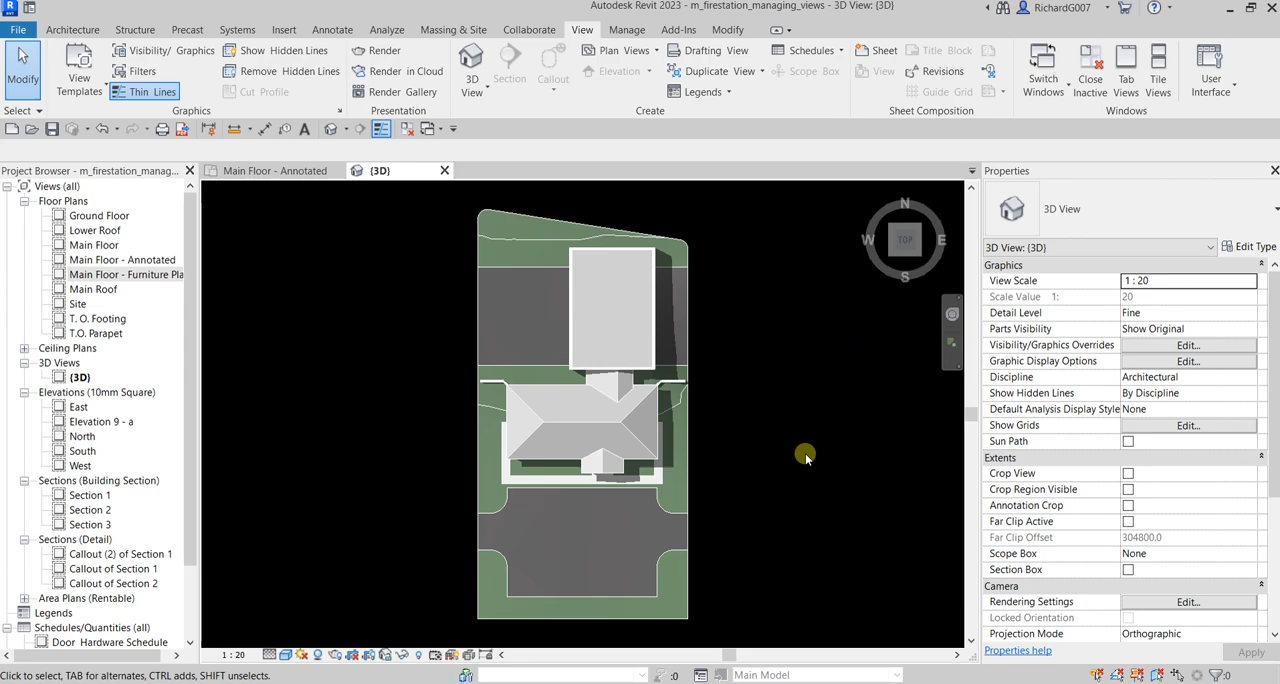 Autodesk Revit 2023 - m_firestation_managing_views - 3D View: {3D}
RichardG007
File Architecture Structure Precast Systems Insert Annotate Analyze Massing & Site Collaborate View Manage Add-Ins Modify
Modify
View
Templates
Visibility/ Graphics
Filters
Thin Lines
Show Hidden Lines
Remove Hidden Lines
Cut Profile
Render
Render in Cloud
Render Gallery
3D
View
Section
Callout
Plan Views
Elevation
Drafting View
Duplicate View
Legends
Schedules
Scope Box
Sheet
View
Title Block
Revisions
Guide Grid
Switch
Windows
Close
Inactive
Tab
Views
Tile
Views
User
Interface
Select
Graphics
Presentation
Create
Sheet Composition
Windows
Project Browser - m_firestation_manag...
Views (all)
Floor Plans
Ground Floor
Lower Roof
Main Floor
Main Floor - Annotated
Main Floor - Furniture Pla
Main Roof
Site
T. O. Footing
T.O. Parapet
Ceiling Plans
3D Views
{3D}
Elevations (10mm Square)
East
Elevation 9 - a
North
South
West
Sections (Building Section)
Section 1
Section 2
Section 3
Sections (Detail)
Callout (2) of Section 1
Callout of Section 1
Callout of Section 2
Area Plans (Rentable)
Legends
Schedules/Quantities (all)
Door Hardware Schedule
Main Floor - Annotated
{3D}
N
W TOP E
S
1 : 20
Properties
3D View
3D View: {3D}
Edit Type
Graphics
View Scale 1 : 20
Scale Value 1: 20
Detail Level Fine
Parts Visibility Show Original
Visibility/Graphics Overrides Edit...
Graphic Display Options Edit...
Discipline Architectural
Show Hidden Lines By Discipline
Default Analysis Display Style None
Show Grids Edit...
Sun Path
Extents
Crop View
Crop Region Visible
Annotation Crop
Far Clip Active
Far Clip Offset 304800.0
Scope Box None
Section Box
Camera
Rendering Settings Edit...
Locked Orientation
Projection Mode Orthographic
Properties help
Apply
Click to select, TAB for alternates, CTRL adds, SHIFT unselects.
:0
Main Model
:0